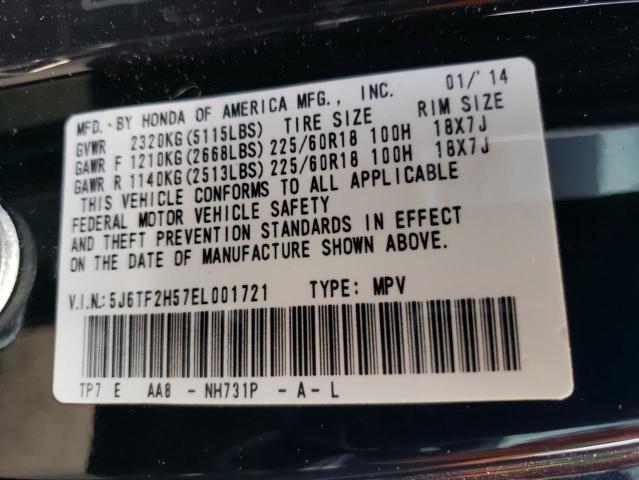 MFD. BY HONDA OF AMERICA MFG., INC. 01/'14
GVWR 2320KG(5115LBS) TIRE SIZE RIM SIZE
GAWR F 1210KG(2668LBS) 225/60R18 100H 18X7J
GAWR R 1140KG(2513LBS) 225/60R18 100H 18X7J
THIS VEHICLE CONFORMS TO ALL APPLICABLE
FEDERAL MOTOR VEHICLE SAFETY
AND THEFT PREVENTION STANDARDS IN EFFECT
ON THE DATE OF MANUFACTURE SHOWN ABOVE.
V.I.N.: 5J6TF2H57EL001721 TYPE: MPV
TP7 E AA8 - NH731P - A - L